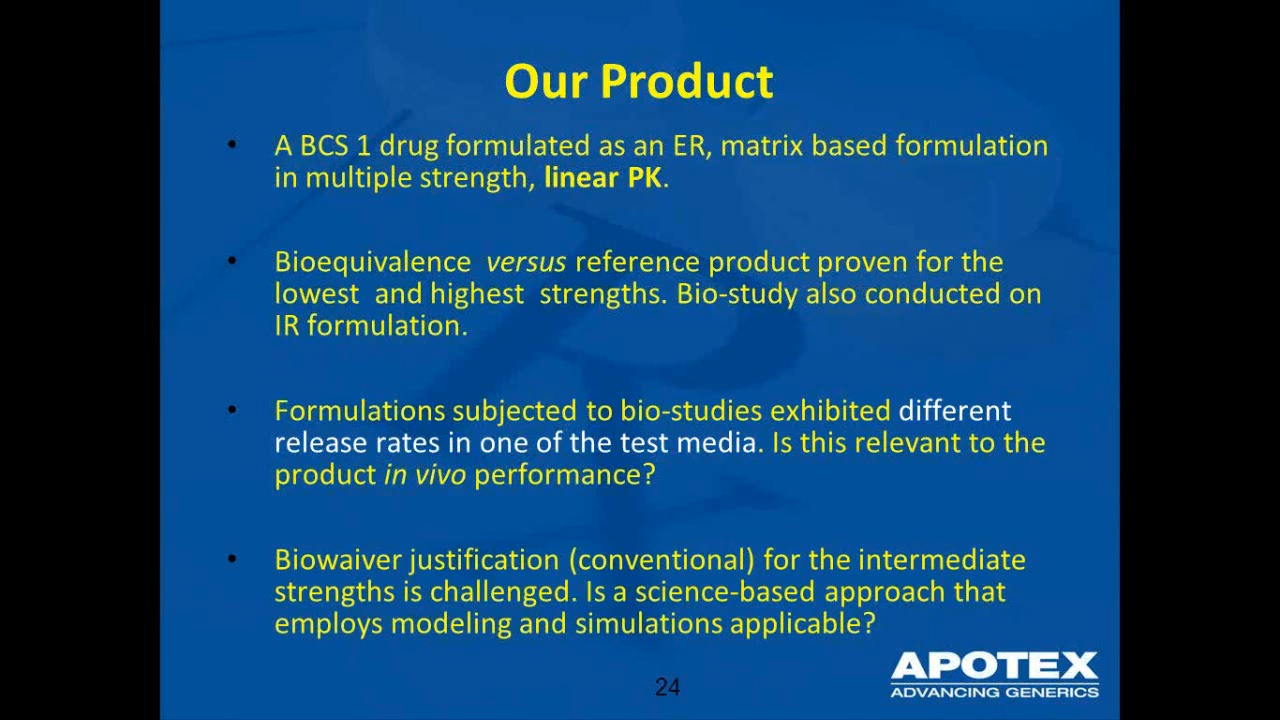 Our Product
• A BCS 1 drug formulated as an ER, matrix based formulation
in multiple strength, linear PK.
• Bioequivalence versus reference product proven for the
lowest and highest strengths. Bio-study also conducted on
IR formulation.
• Formulations subjected to bio-studies exhibited different
release rates in one of the test media. Is this relevant to the
product in vivo performance?
• Biowaiver justification (conventional) for the intermediate
strengths is challenged. Is a science-based approach that
employs modeling and simulations applicable?
24
APOTEX
ADVANCING GENERICS